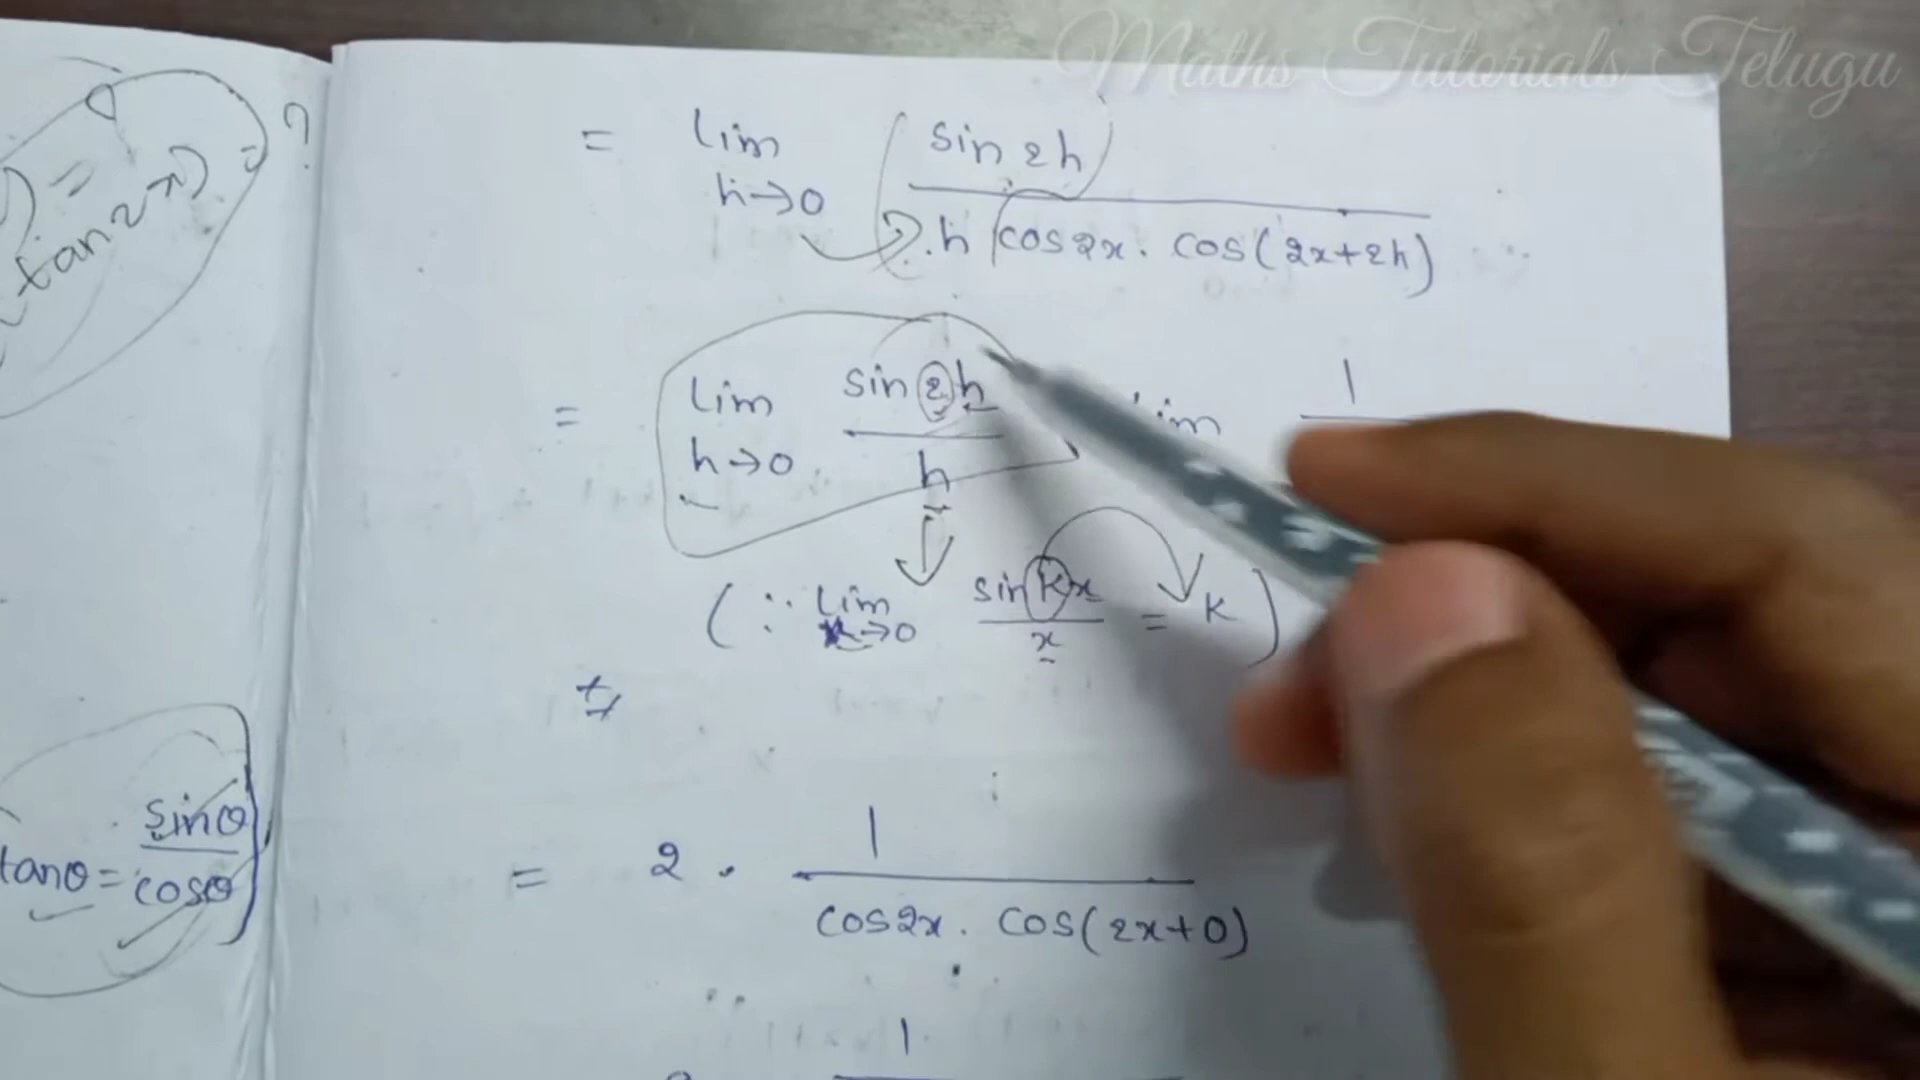 Maths Tutorials Telugu
= lim h→0 sin 2h / h cos2x. cos(2x+2h)
tan2x) = ?
= lim h→0 sin 2h / h lim 1
(∵ lim x→0 sin kx / x = k)
tanθ = sinθ / cosθ
= 2 . 1 / cos2x. cos(2x+0)
1